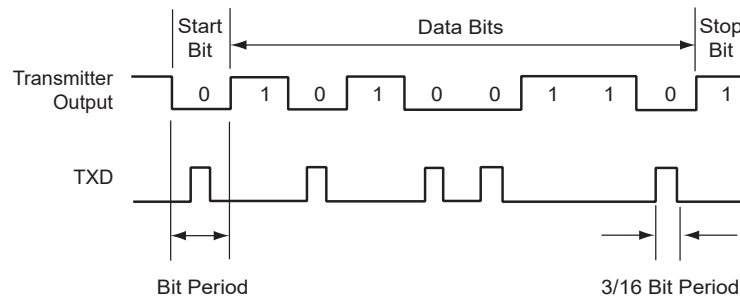 Start Bit
Data Bits
Stop Bit
Transmitter Output
0 1 0 1 0 0 1 1 0 1
TXD
Bit Period
3/16 Bit Period